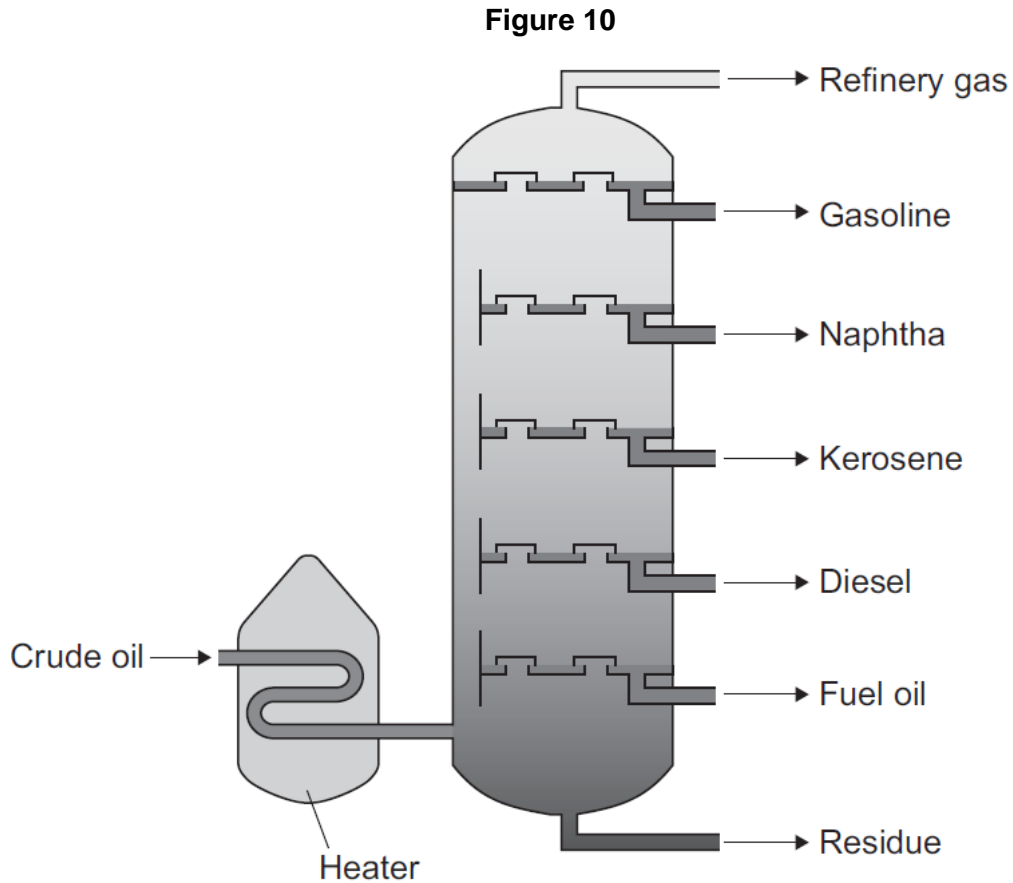 Figure 10
Refinery gas
Gasoline
Naphtha
Kerosene
Diesel
Crude oil
Fuel oil
Residue
Heater